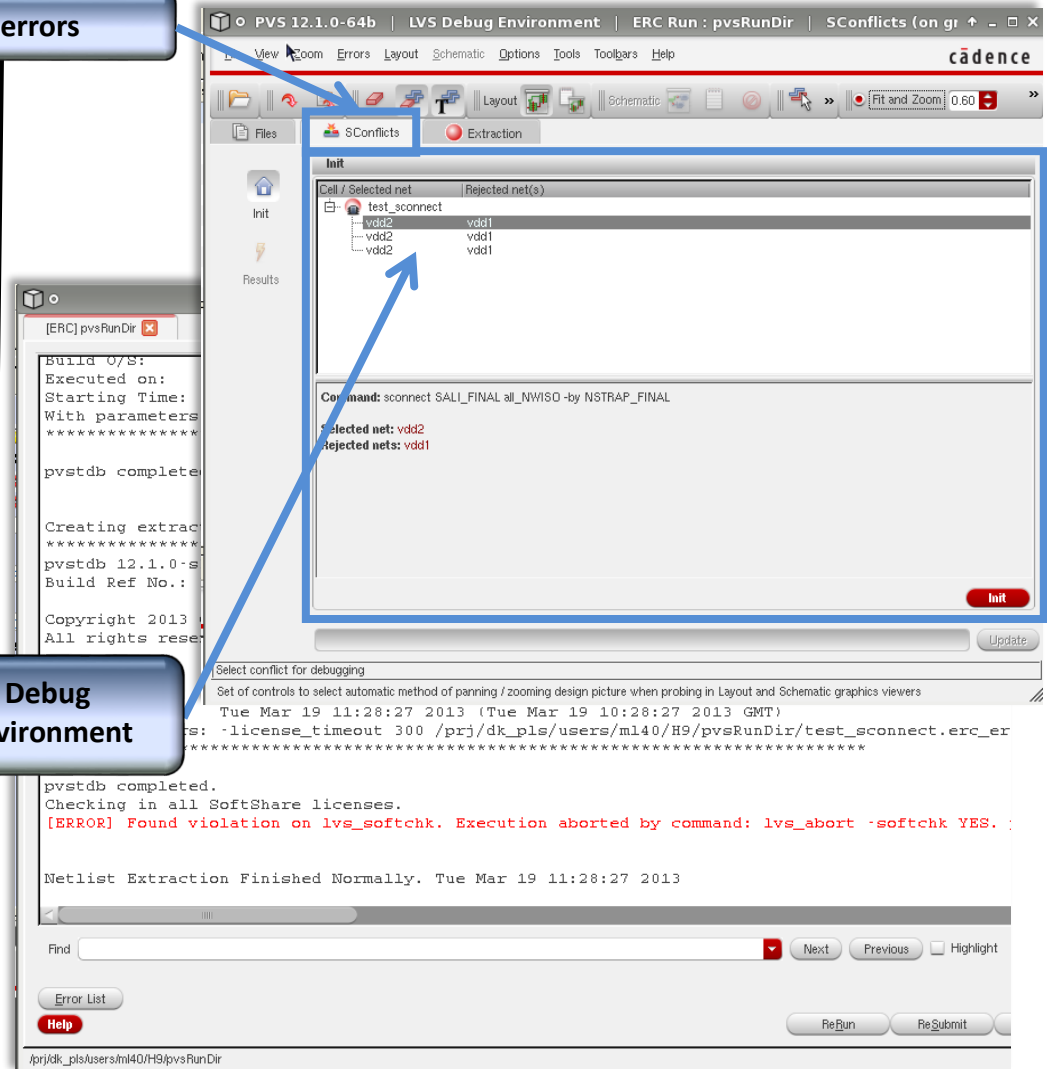 errors
PVS 12.1.0-64b | LVS Debug Environment | ERC Run : pvsRunDir | SConflicts (on gr
View Zoom Errors Layout Schematic Options Tools Toolbars Help
cādence
Layout Schematic » Fit and Zoom 0.60 »
Files SConflicts Extraction
Init
Cell / Selected net Rejected net(s)
test_sconnect
vdd2 vdd1
vdd2 vdd1
vdd2 vdd1
Init
Results
Command: sconnect SALI_FINAL all_NWISO -by NSTRAP_FINAL
Selected net: vdd2
Rejected nets: vdd1
Init
Update
Select conflict for debugging
Set of controls to select automatic method of panning / zooming design picture when probing in Layout and Schematic graphics viewers
[ERC] pvsRunDir
Build O/S:
Executed on:
Starting Time:
With parameters
***************
pvstdb complete
Creating extrac
***************
pvstdb 12.1.0-s
Build Ref No.:
Copyright 2013
All rights rese
Debug
vironment
Tue Mar 19 11:28:27 2013 (Tue Mar 19 10:28:27 2013 GMT)
rs: -license_timeout 300 /prj/dk_pls/users/ml40/H9/pvsRunDir/test_sconnect.erc_er
pvstdb completed.
Checking in all SoftShare licenses.
[ERROR] Found violation on lvs_softchk. Execution aborted by command: lvs_abort -softchk YES.
Netlist Extraction Finished Normally. Tue Mar 19 11:28:27 2013
Find Next Previous Highlight
Error List
Help ReRun ReSubmit
/prj/dk_pls/users/ml40/H9/pvsRunDir